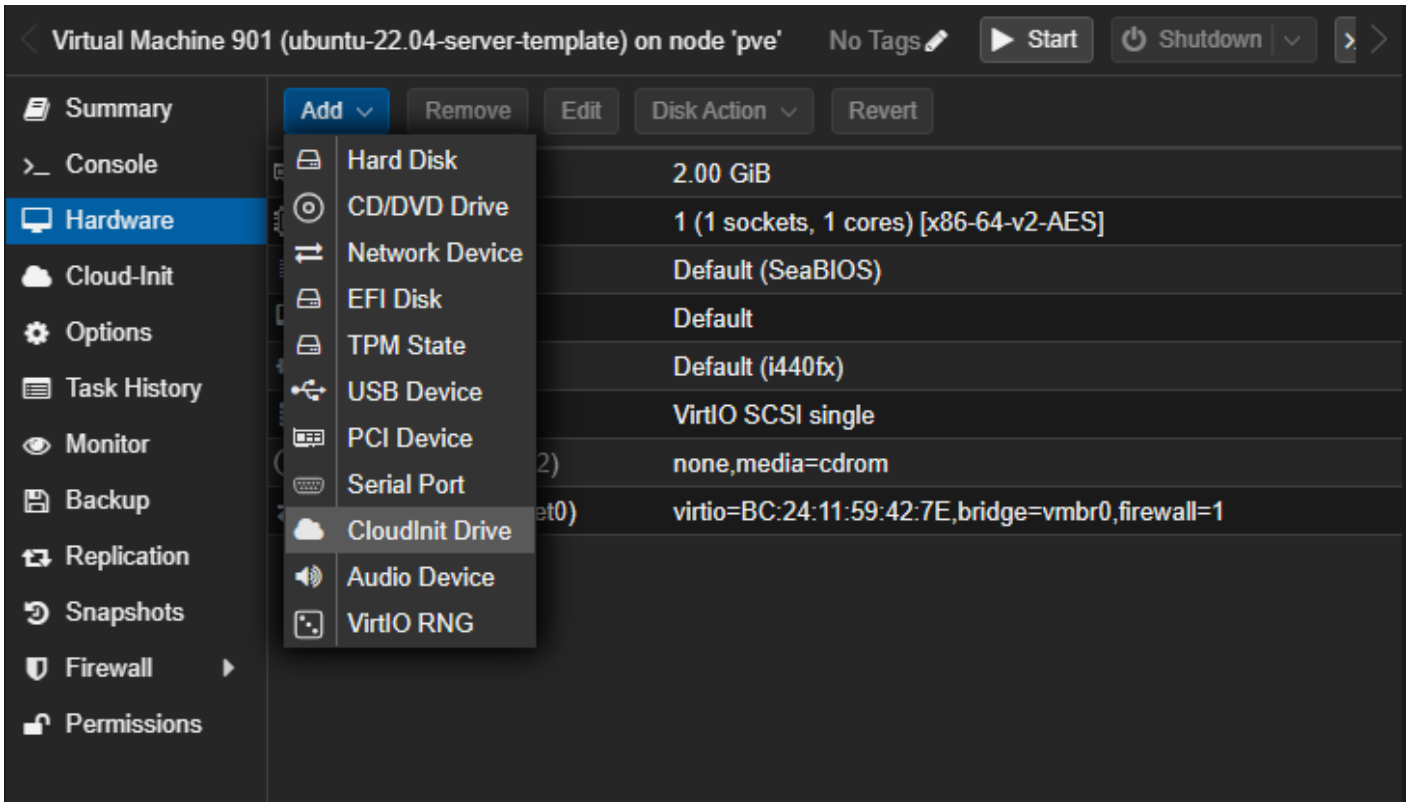 Virtual Machine 901 (ubuntu-22.04-server-template) on node 'pve' No Tags Start Shutdown
Summary
Console
Hardware
Cloud-Init
Options
Task History
Monitor
Backup
Replication
Snapshots
Firewall
Permissions
Add Remove Edit Disk Action Revert
Hard Disk
CD/DVD Drive
Network Device
EFI Disk
TPM State
USB Device
PCI Device
Serial Port
CloudInit Drive
Audio Device
VirtIO RNG
2.00 GiB
1 (1 sockets, 1 cores) [x86-64-v2-AES]
Default (SeaBIOS)
Default
Default (i440fx)
VirtIO SCSI single
2) none,media=cdrom
et0) virtio=BC:24:11:59:42:7E,bridge=vmbr0,firewall=1